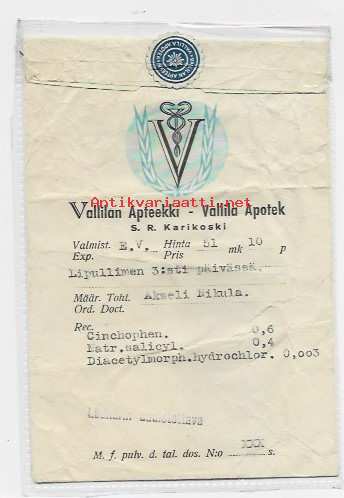 V
Vallilan Apteekki - Vallila Apotek
S. R. Karikoski
Valmist. E.V. Hinta 51 mk 10 p
Exp. Pris
Lipullimen 3:sti päivässä.
Määr. Toht. Akseli Nikula.
Ord. Doct.
Rec.
Cinchophen. 0,6
Natr.salicyl. 0,4
Diacetylmorph.hydrochlor. 0,003
M. f. pulv. d. tal. dos. N:o XXX s.
Antikvariaatti.net